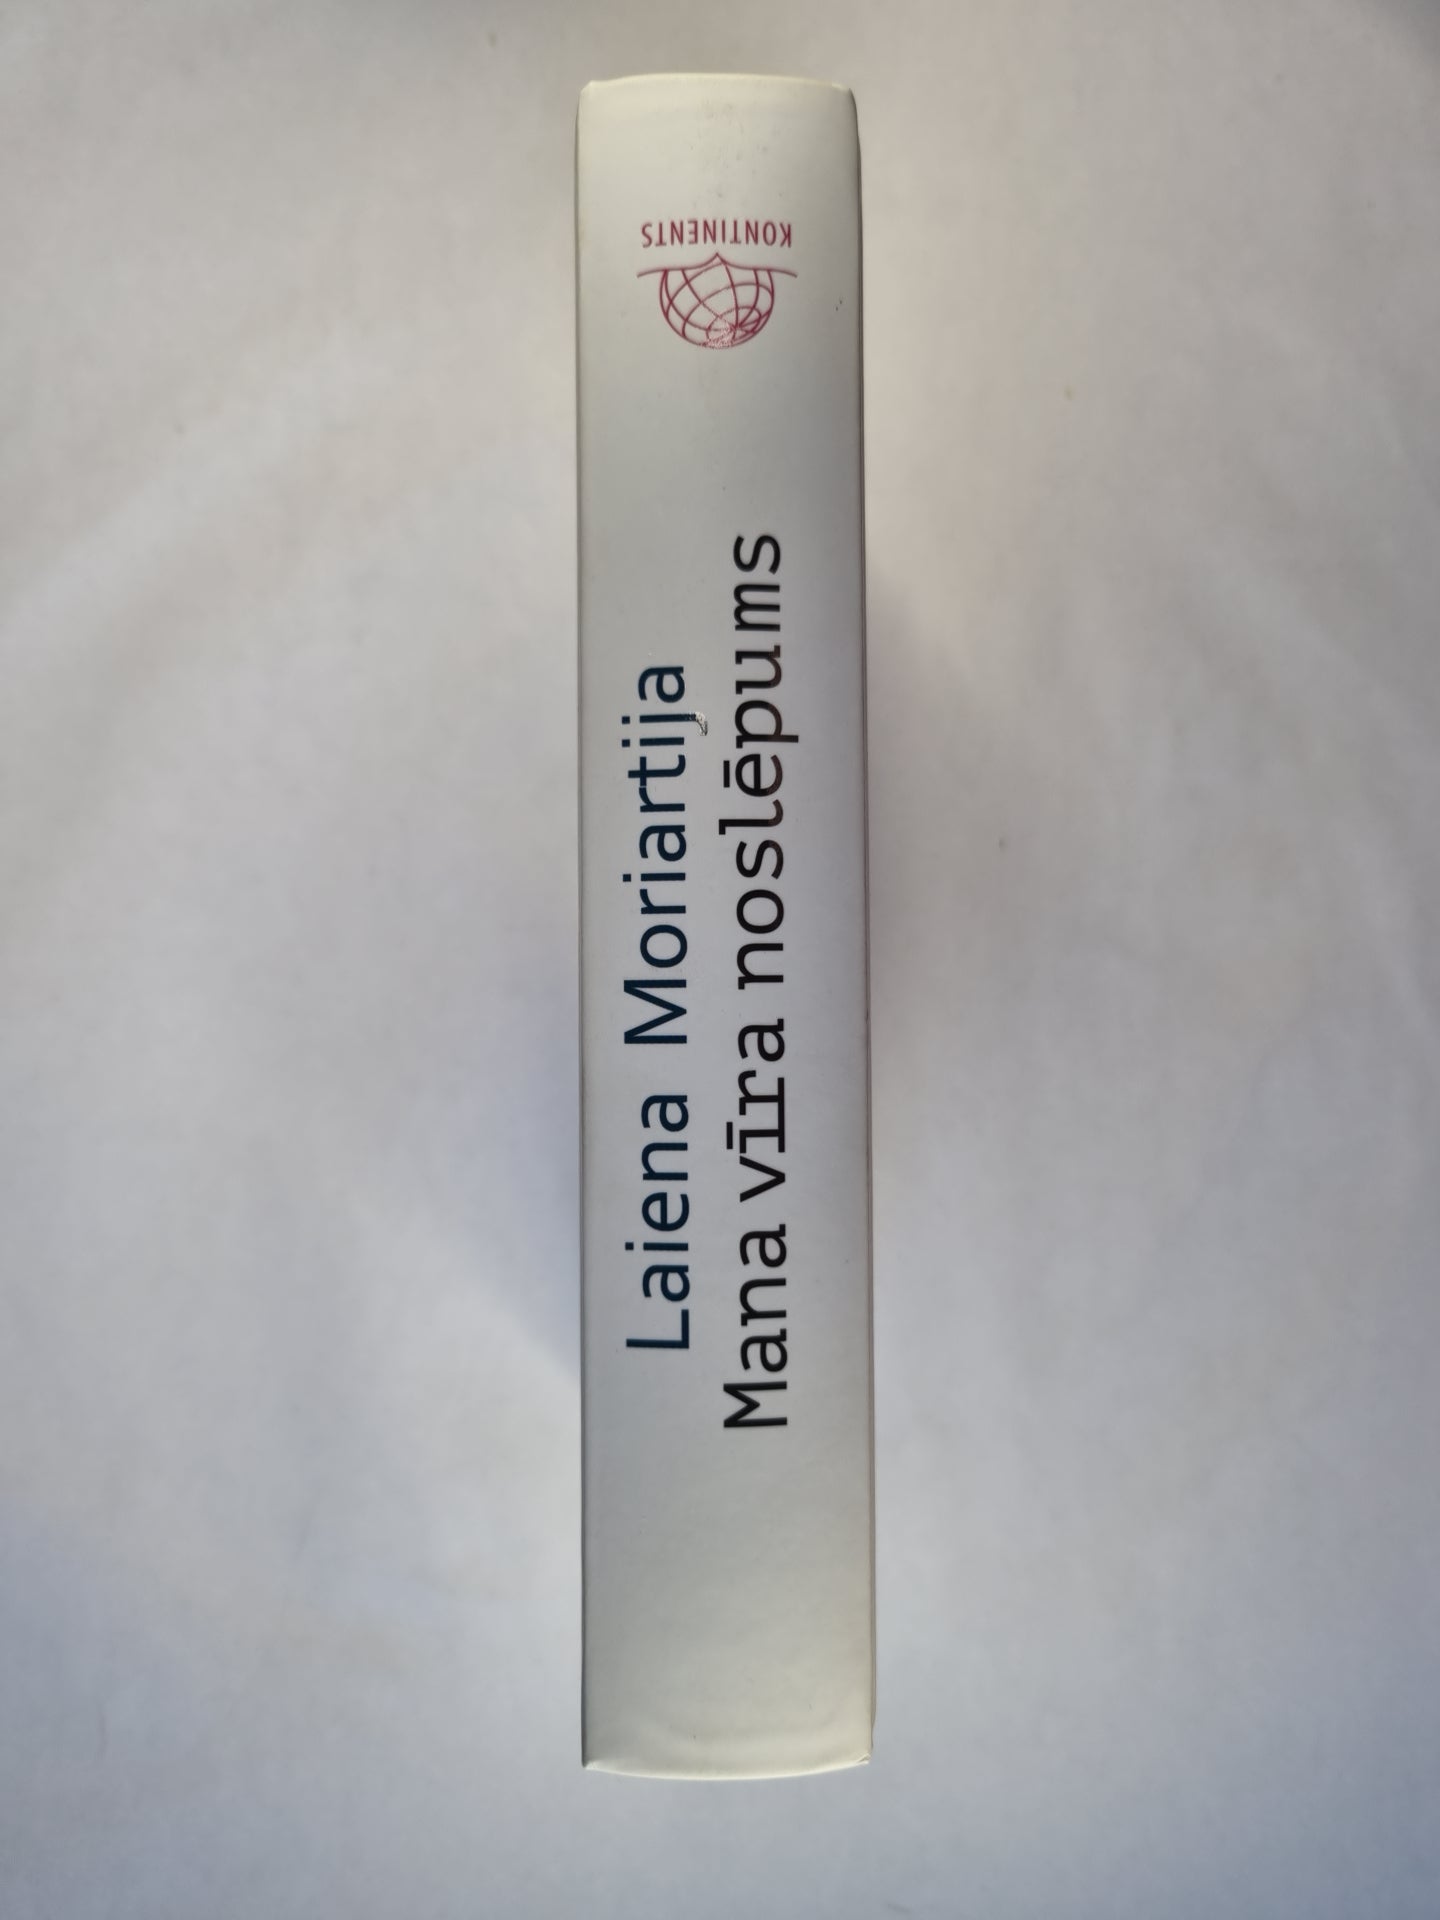 Laiena Moriartija
Mana vīra noslēpums
KONTINENTS